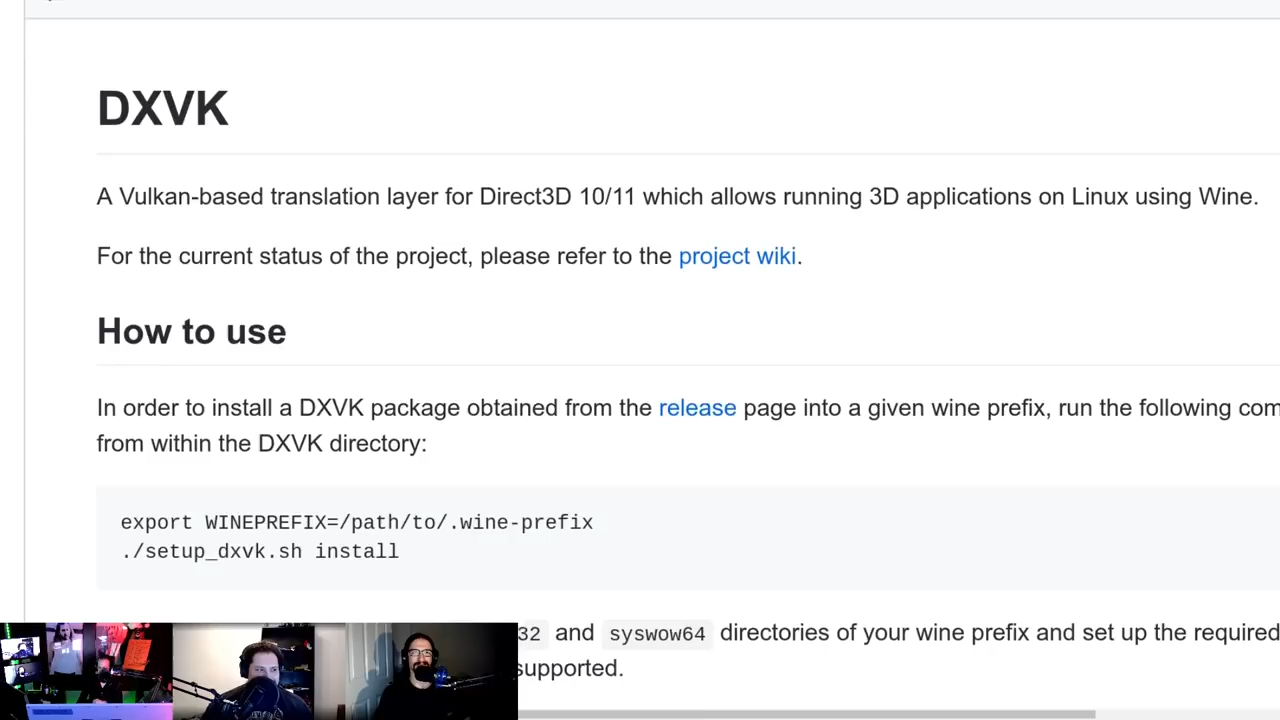 DXVK
A Vulkan-based translation layer for Direct3D 10/11 which allows running 3D applications on Linux using Wine.
For the current status of the project, please refer to the project wiki.
How to use
In order to install a DXVK package obtained from the release page into a given wine prefix, run the following com
from within the DXVK directory:
export WINEPREFIX=/path/to/.wine-prefix
./setup_dxvk.sh install
32 and syswow64 directories of your wine prefix and set up the required
supported.